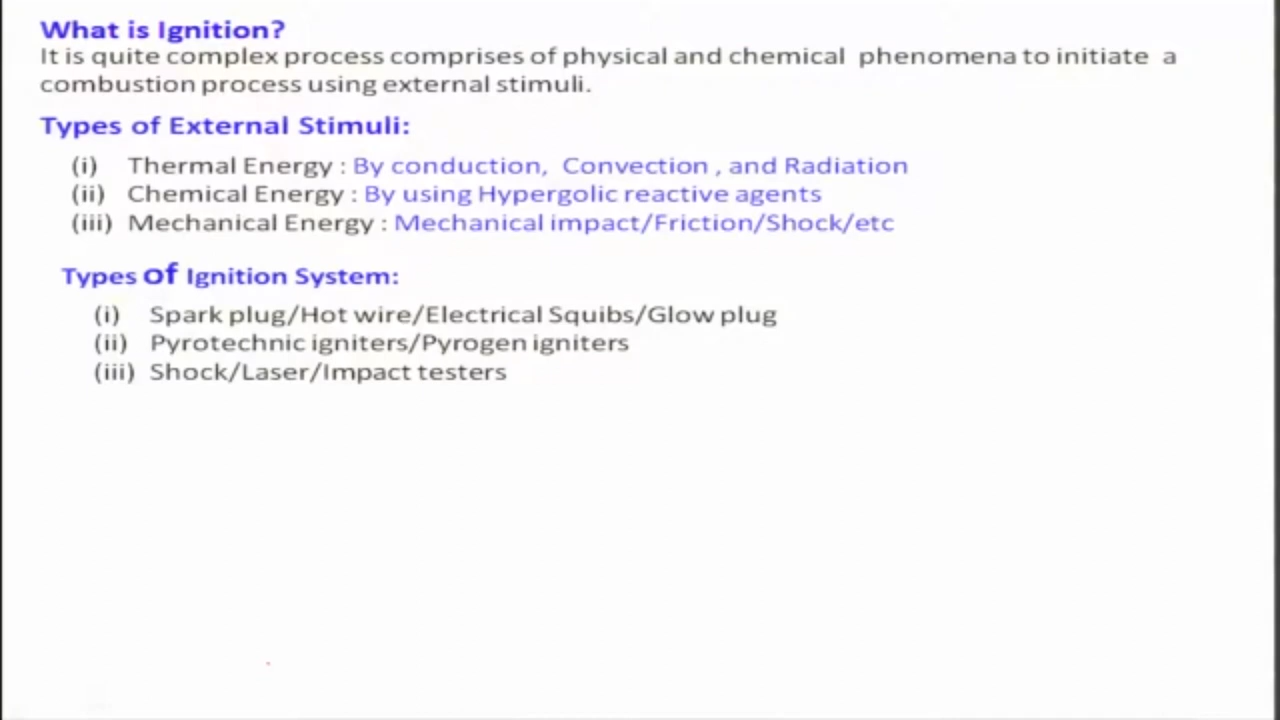 What is Ignition?
It is quite complex process comprises of physical and chemical phenomena to initiate a
combustion process using external stimuli.
Types of External Stimuli:
(i) Thermal Energy : By conduction, Convection , and Radiation
(ii) Chemical Energy : By using Hypergolic reactive agents
(iii) Mechanical Energy : Mechanical impact/Friction/Shock/etc
Types of Ignition System:
(i) Spark plug/Hot wire/Electrical Squibs/Glow plug
(ii) Pyrotechnic igniters/Pyrogen igniters
(iii) Shock/Laser/Impact testers